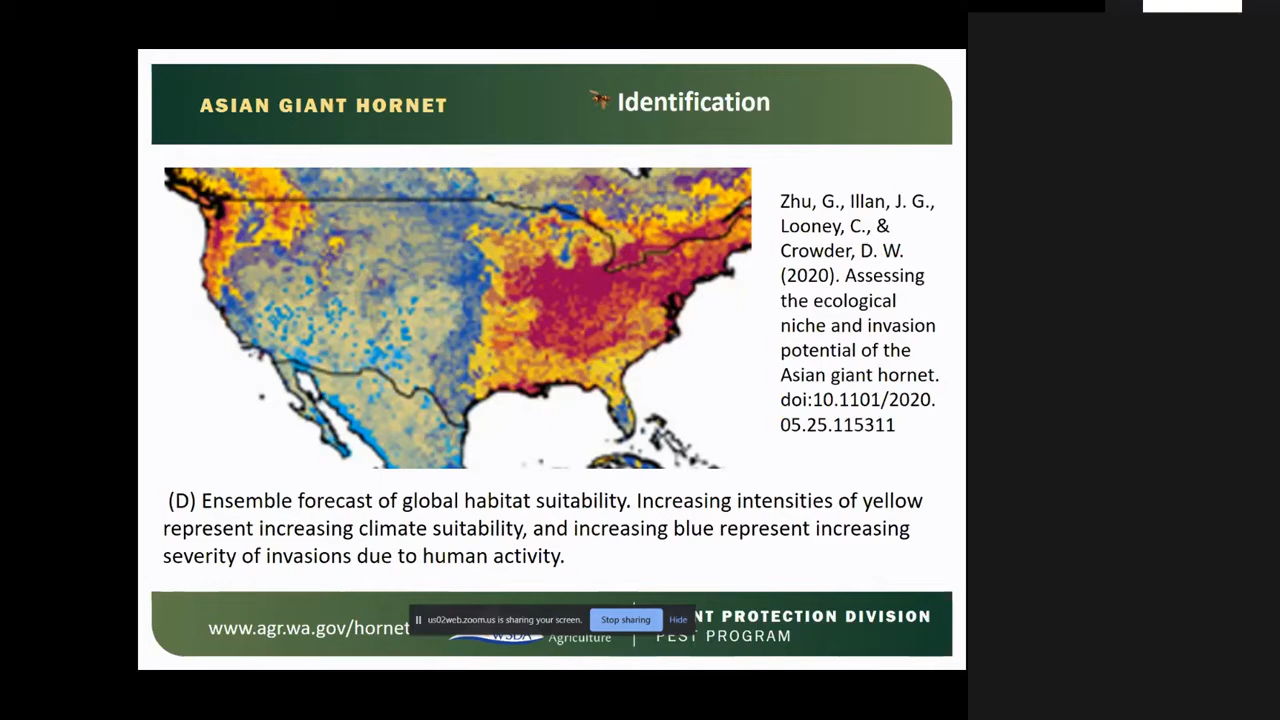 ASIAN GIANT HORNET
Identification
Zhu, G., Illan, J. G.,
Looney, C., &
Crowder, D. W.
(2020). Assessing
the ecological
niche and invasion
potential of the
Asian giant hornet.
doi:10.1101/2020.
05.25.115311
(D) Ensemble forecast of global habitat suitability. Increasing intensities of yellow
represent increasing climate suitability, and increasing blue represent increasing
severity of invasions due to human activity.
www.agr.wa.gov/hornet
us02web.zoom.us is sharing your screen.
Stop sharing
Hide
WSDA
Agriculture
NT PROTECTION DIVISION
PEST PROGRAM